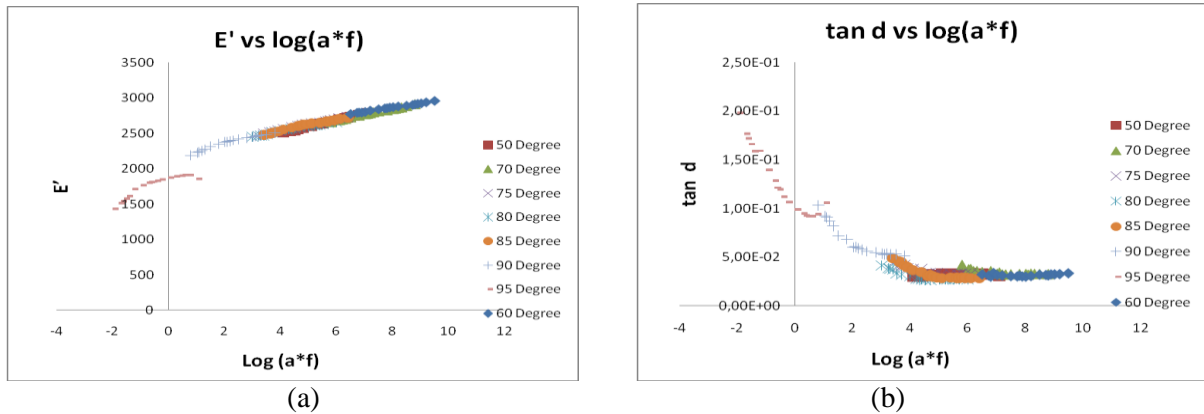 E' vs log(a*f)
3500
3000
2500
2000
1500
1000
500
0
E'
-4 -2 0 2 4 6 8 10 12
Log (a*f)
50 Degree
70 Degree
75 Degree
80 Degree
85 Degree
90 Degree
95 Degree
60 Degree
(a)
tan d vs log(a*f)
2,50E-01
2,00E-01
1,50E-01
1,00E-01
5,00E-02
0,00E+00
tan d
-4 -2 0 2 4 6 8 10 12
Log (a*f)
50 Degree
70 Degree
75 Degree
80 Degree
85 Degree
90 Degree
95 Degree
60 Degree
(b)